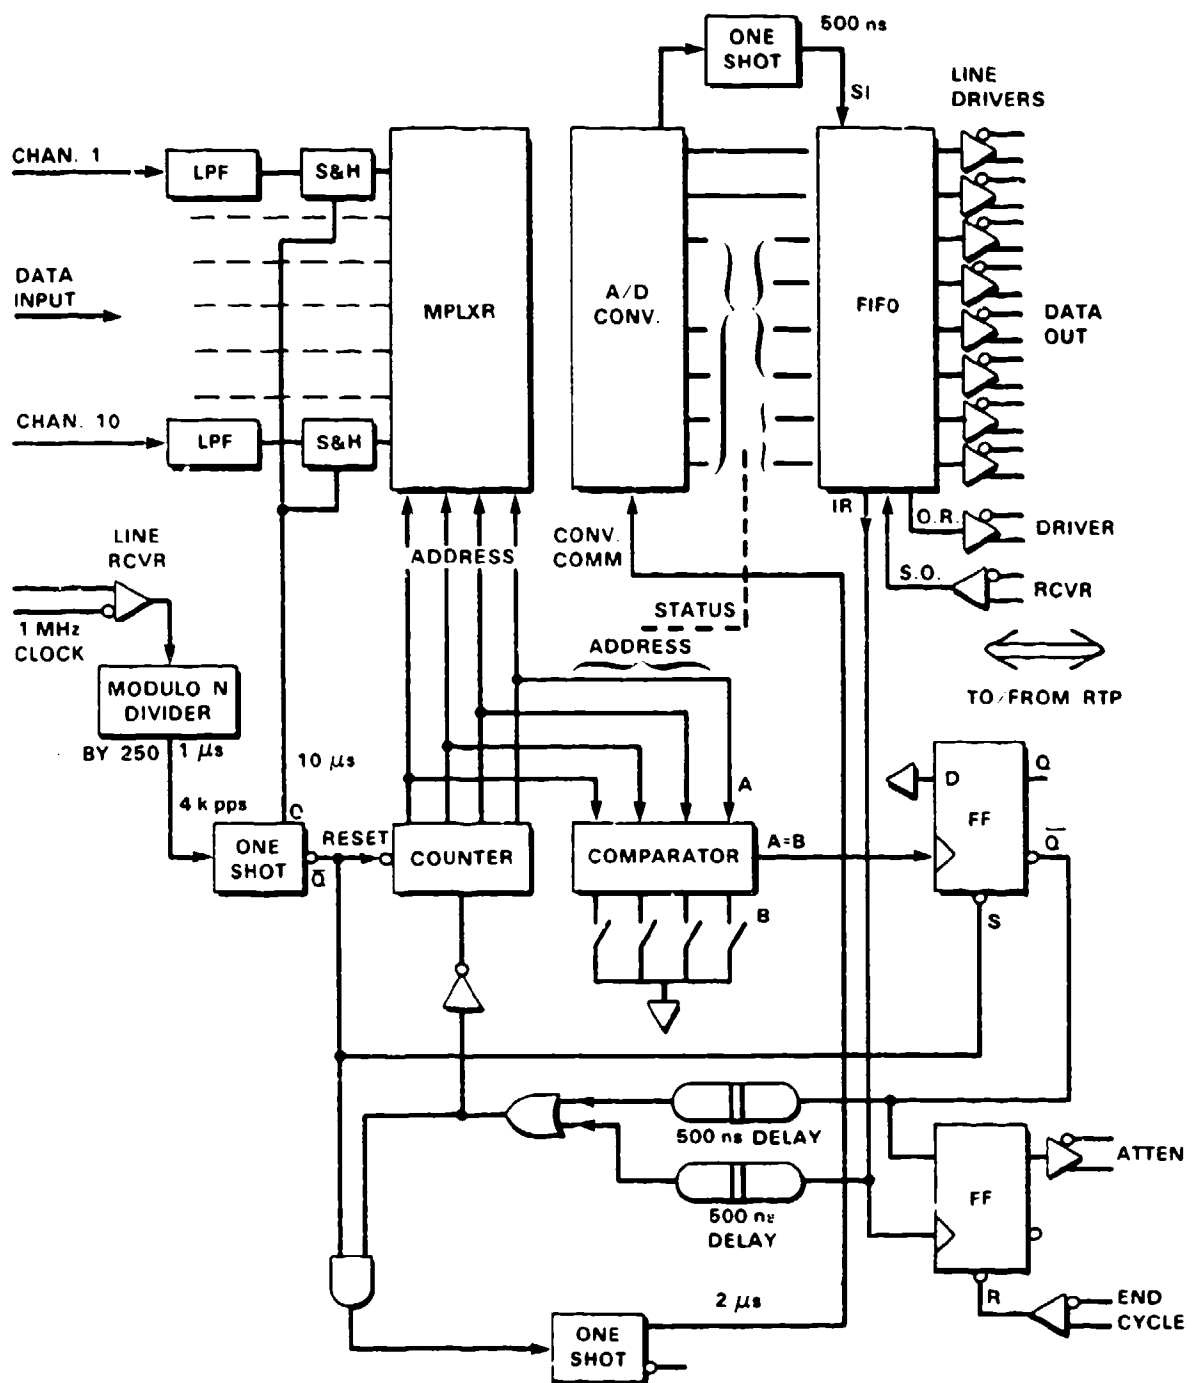 ONE
SHOT
500 ns
SI
LINE
DRIVERS
CHAN. 1
LPF
S&H
DATA
INPUT
MPLXR
A/D
CONV.
FIFO
DATA
OUT
CHAN. 10
LPF
S&H
IR
O.R.
DRIVER
S.O.
RCVR
LINE
RCVR
ADDRESS
CONV.
COMM
STATUS
1 MHz
CLOCK
ADDRESS
TO/FROM RTP
MODULO N
DIVIDER
BY 250
1 μs
10 μs
4 k pps
Q
ONE
SHOT
Q̅
RESET
COUNTER
A
COMPARATOR
A=B
B
D
FF
Q
Q̅
S
500 ns DELAY
500 ns
DELAY
FF
ATTEN
R
END
CYCLE
2 μs
ONE
SHOT